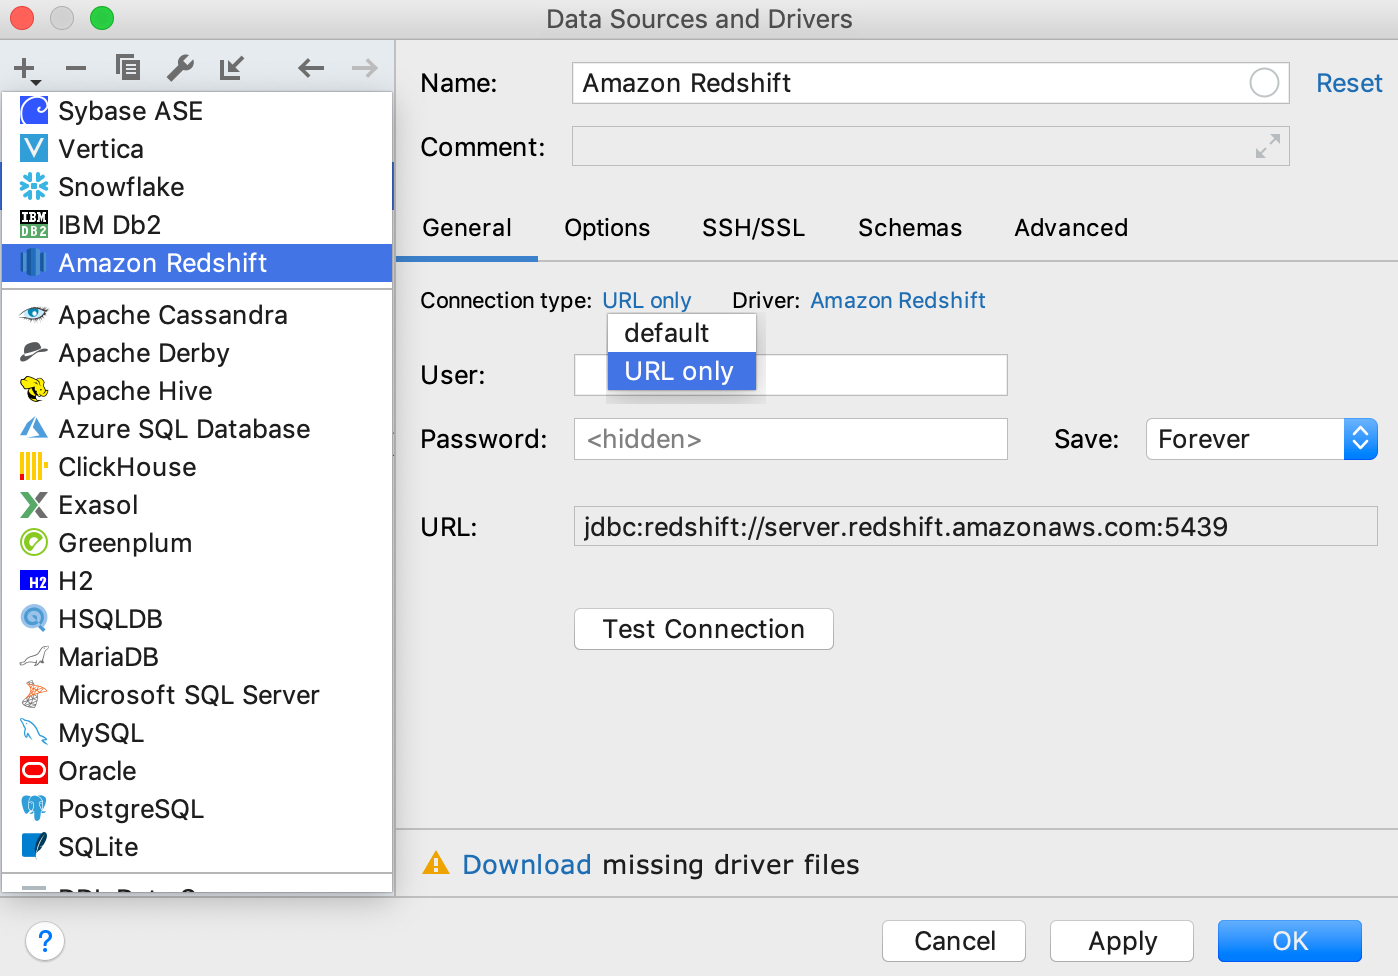 Data Sources and Drivers
Sybase ASE
Vertica
Snowflake
IBM DB2 IBM Db2
Amazon Redshift
Apache Cassandra
Apache Derby
Apache Hive
Azure SQL Database
ClickHouse
Exasol
Greenplum
H2 H2
HSQLDB
MariaDB
Microsoft SQL Server
MySQL
Oracle
PostgreSQL
SQLite
Name: Amazon Redshift Reset
Comment:
General Options SSH/SSL Schemas Advanced
Connection type: URL only Driver: Amazon Redshift
default
URL only
User:
Password: <hidden> Save: Forever
URL: jdbc:redshift://server.redshift.amazonaws.com:5439
Test Connection
Download missing driver files
? Cancel Apply OK